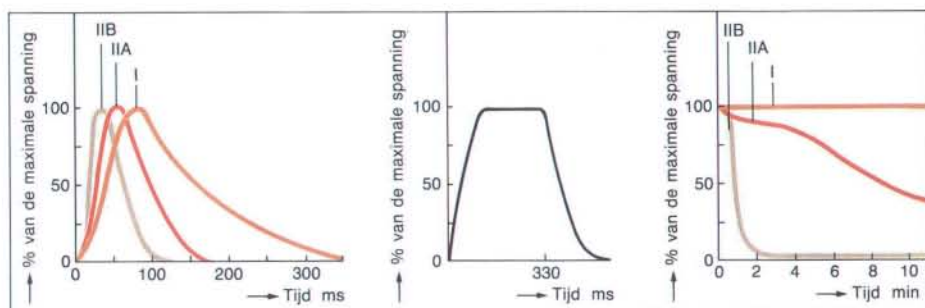 IIB
IIA
I
% van de maximale spanning
100
50
0
0 100 200 300
Tijd ms
% van de maximale spanning
100
50
0
330
Tijd ms
IIB
IIA
I
% van de maximale spanning
100
50
0
0 2 4 6 8 10
Tijd min